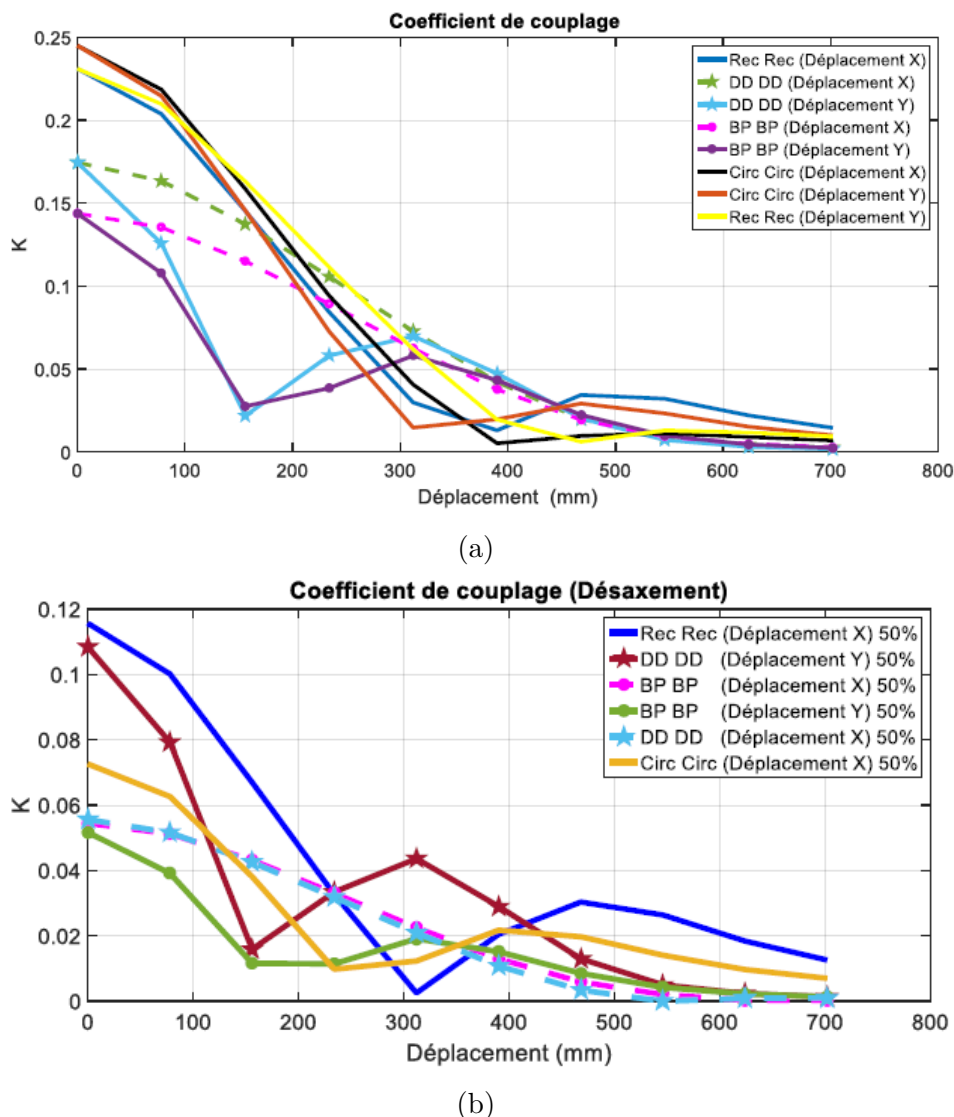 Coefficient de couplage
0.25
0.2
0.15
0.1
0.05
0
K
Rec Rec (Déplacement X)
DD DD (Déplacement X)
DD DD (Déplacement Y)
BP BP (Déplacement X)
BP BP (Déplacement Y)
Circ Circ (Déplacement X)
Circ Circ (Déplacement Y)
Rec Rec (Déplacement Y)
0 100 200 300 400 500 600 700 800
Déplacement (mm)
(a)
Coefficient de couplage (Désaxement)
0.12
0.1
0.08
0.06
0.04
0.02
0
K
Rec Rec (Déplacement X) 50%
DD DD (Déplacement Y) 50%
BP BP (Déplacement X) 50%
BP BP (Déplacement Y) 50%
DD DD (Déplacement X) 50%
Circ Circ (Déplacement X) 50%
0 100 200 300 400 500 600 700 800
Déplacement (mm)
(b)